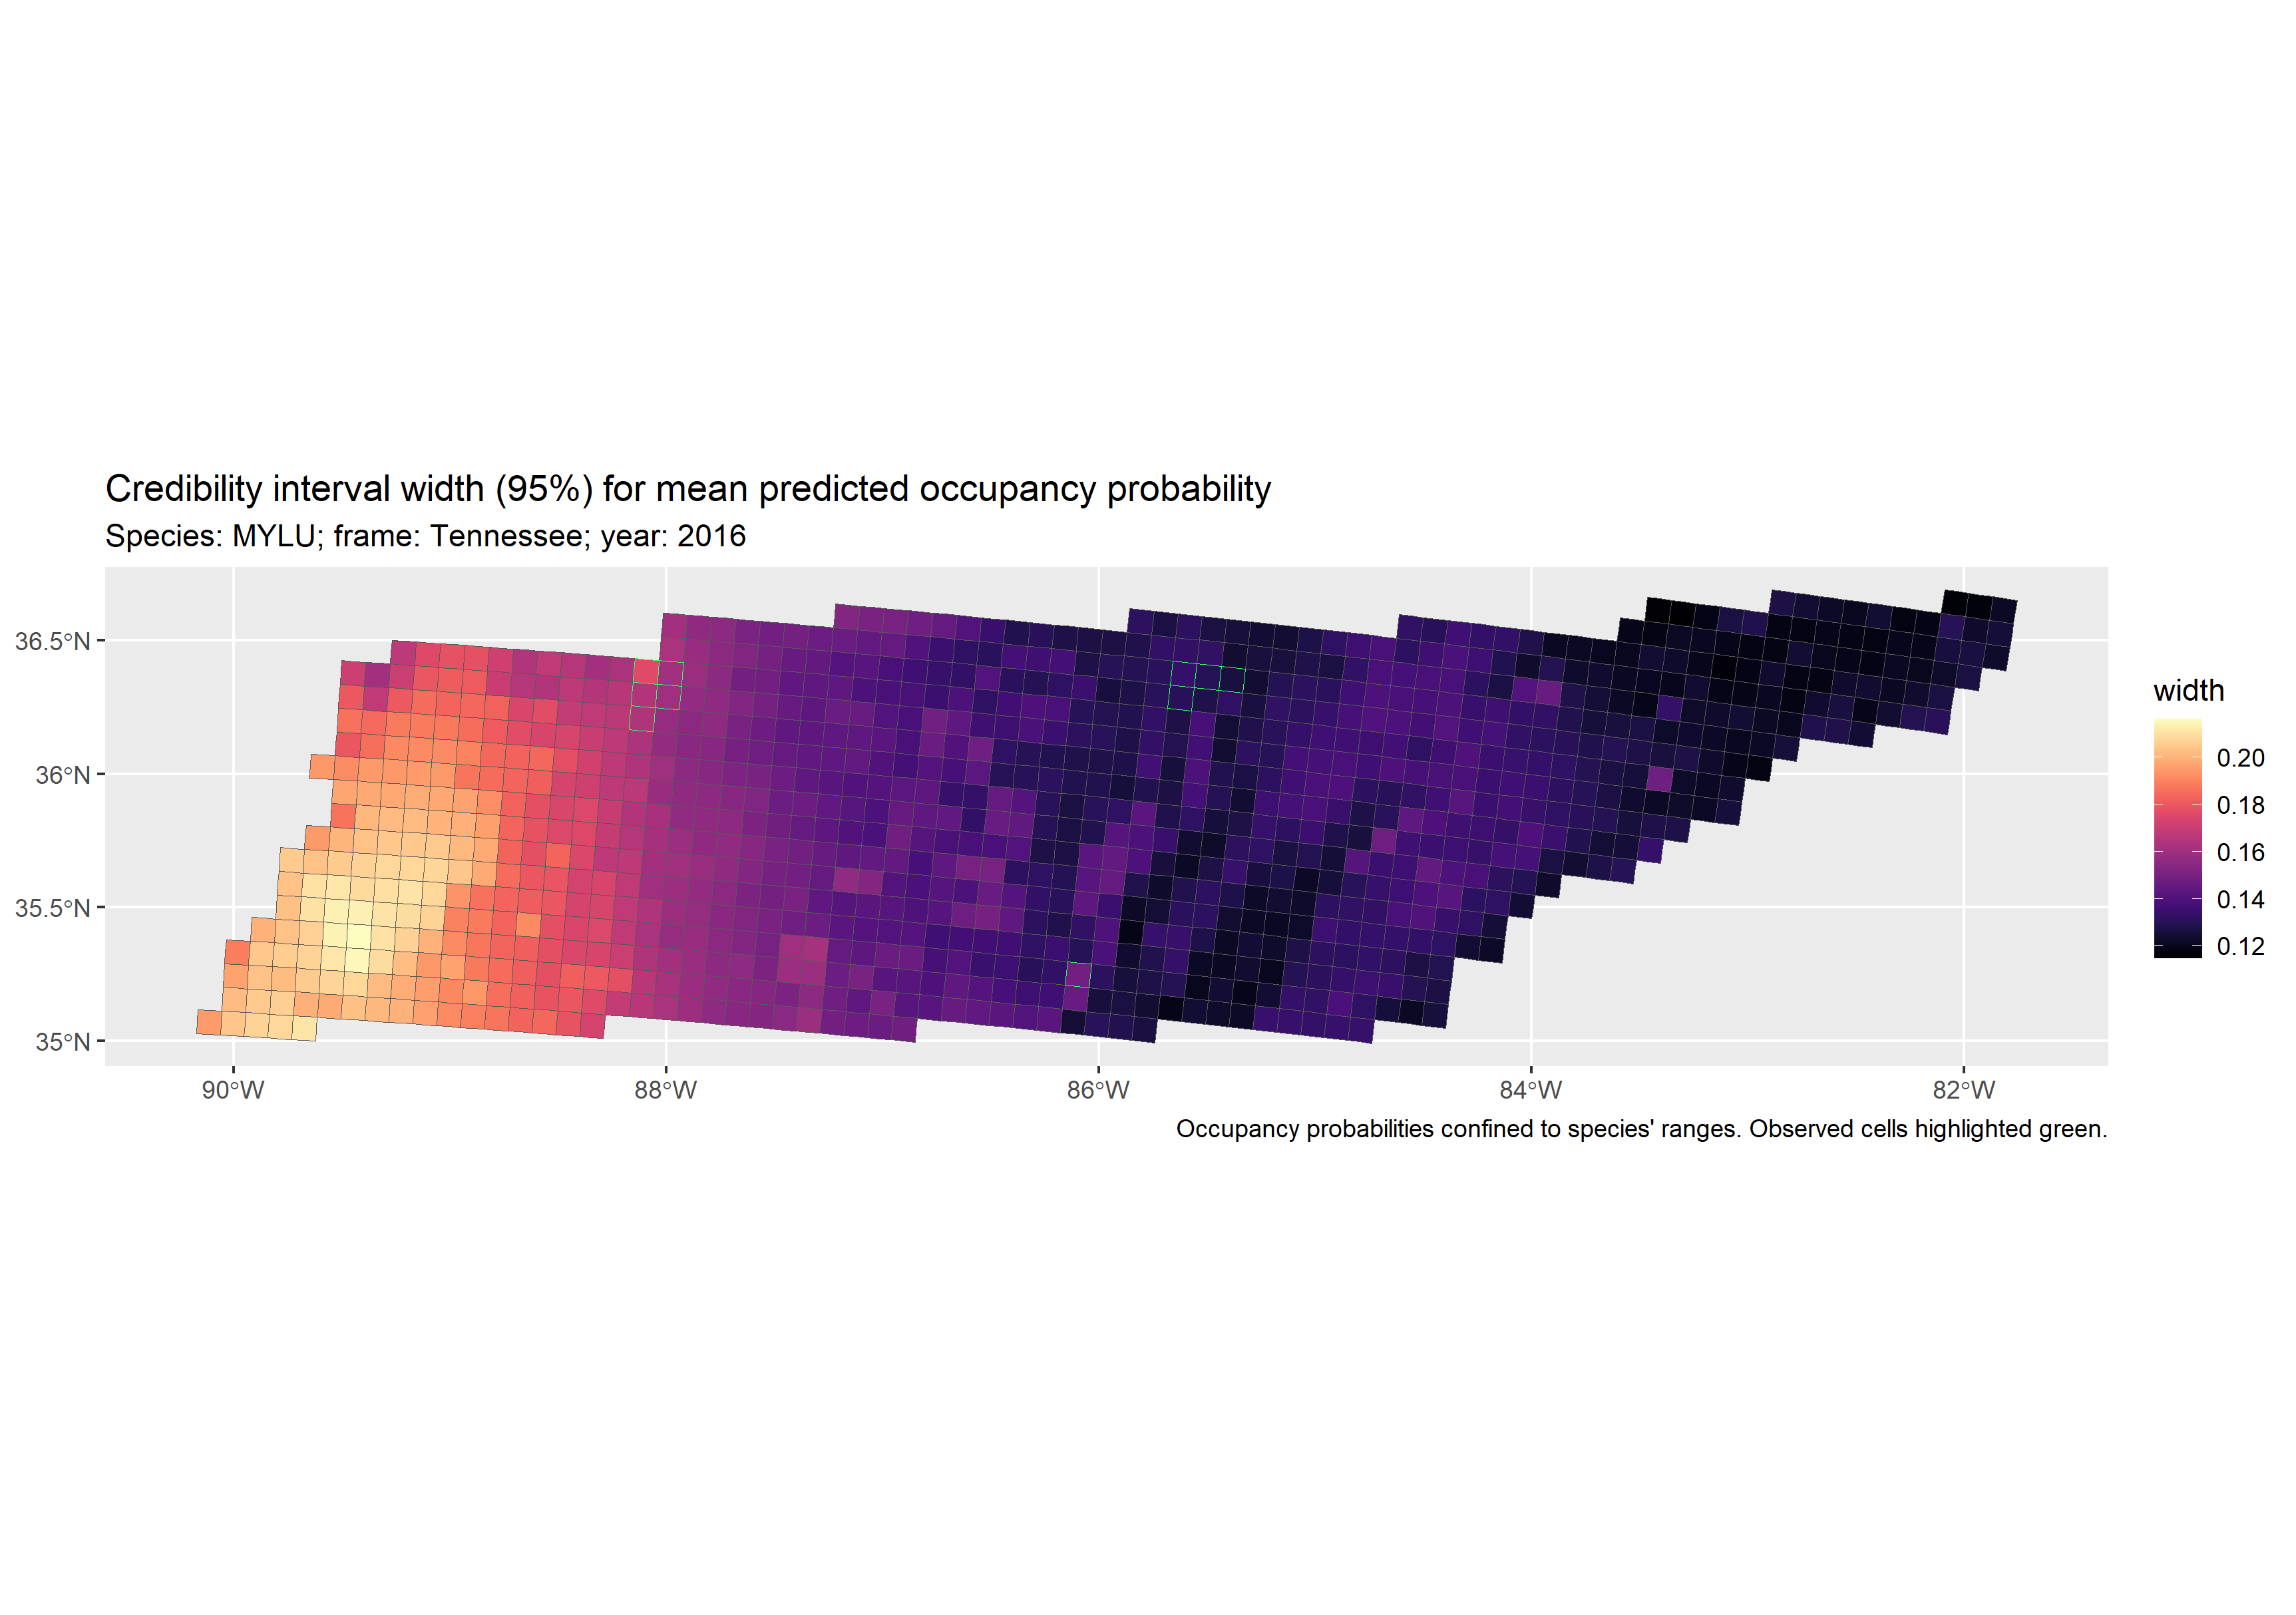 Credibility interval width (95%) for mean predicted occupancy probability
Species: MYLU; frame: Tennessee; year: 2016
36.5°N
36°N
35.5°N
35°N
90°W
88°W
86°W
84°W
82°W
width
0.20
0.18
0.16
0.14
0.12
Occupancy probabilities confined to species' ranges. Observed cells highlighted green.